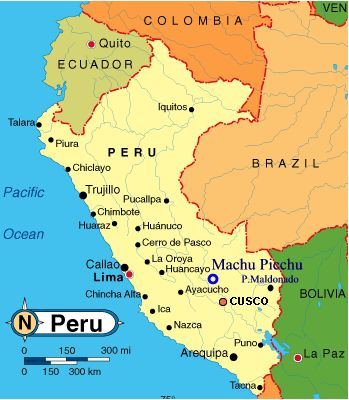 VEN
COLOMBIA
Quito
ECUADOR
Iquitos
Talara
Piura
PERU
Chiclayo
BRAZIL
Pacific
Ocean
Trujillo
Pucallpa
Chimbote
Huaraz
Huánuco
Cerro de Pasco
La Oroya
Callao
Lima
Huancayo
Machu Picchu
P.Maldonado
Ayacucho
Chincha Alta
CUSCO
BOLIVIA
Ica
N Peru
Nazca
0 150 300 mi
0 150 300 km
Arequipa
Puno
La Paz
Tacna
75°